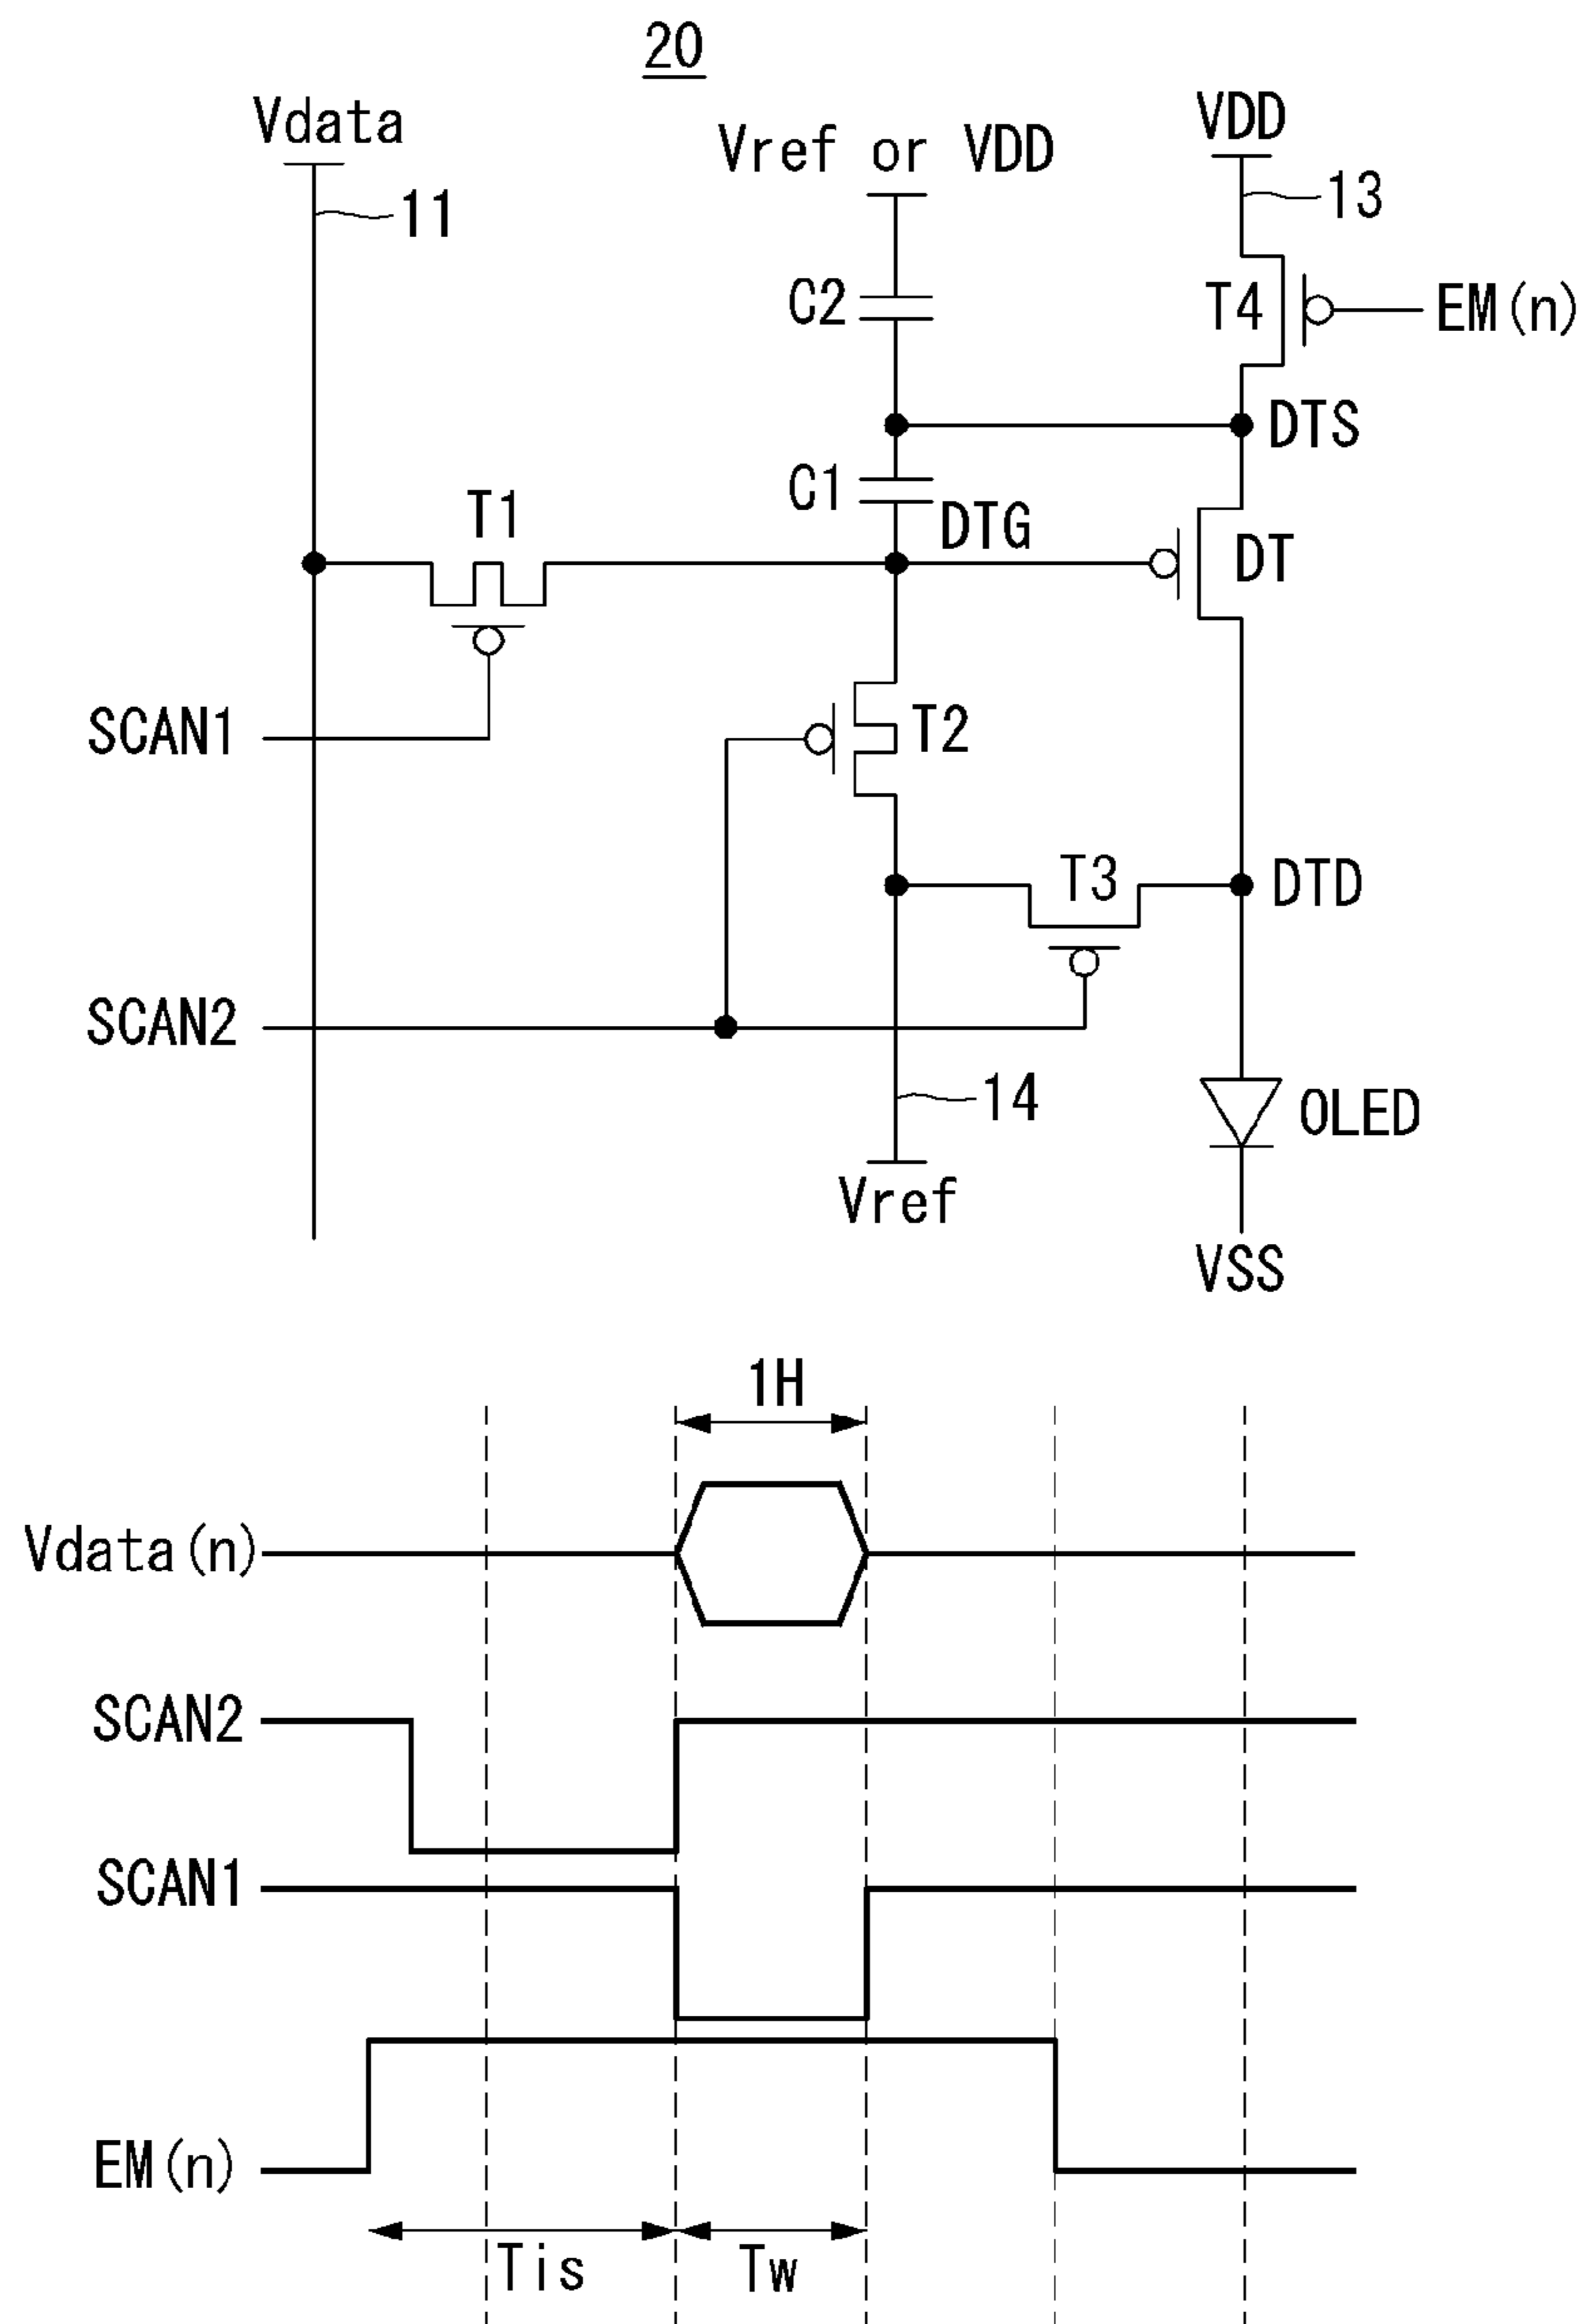 20
Vdata
Vref or VDD
VDD
11
13
C2
T4
EM(n)
DTS
C1
T1
DTG
DT
SCAN1
T2
T3
DTD
SCAN2
14
OLED
Vref
VSS
1H
Vdata(n)
SCAN2
SCAN1
EM(n)
Tis
Tw